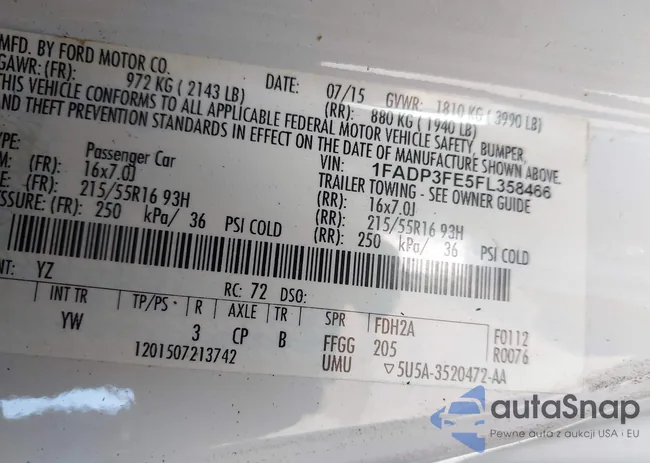 MFD. BY FORD MOTOR CO.
DATE: 07/15 GVWR: 1810 KG ( 3990 LB)
GAWR: (FR): 972 KG ( 2143 LB) (RR): 880 KG ( 1940 LB)
THIS VEHICLE CONFORMS TO ALL APPLICABLE FEDERAL MOTOR VEHICLE SAFETY, BUMPER,
AND THEFT PREVENTION STANDARDS IN EFFECT ON THE DATE OF MANUFACTURE SHOWN ABOVE.
VIN: 1FADP3FE5FL358466
YPE: Passenger Car TRAILER TOWING - SEE OWNER GUIDE
M (FR): 16x7.0J (RR): 16x7.0J
(FR): 215/55R16 93H (RR): 215/55R16 93H
SSURE: (FR): 250 kPa/ 36 PSI COLD (RR): 250 kPa/ 36 PSI COLD
NT: YZ RC: 72 DSO:
INT TR TP/PS R AXLE TR SPR FDH2A F0112
YW 3 CP B FFGG 205 R0076
1201507213742 UMU ▽5U5A-3520472-AA
autaSnap
Pewne auta z aukcji USA i EU